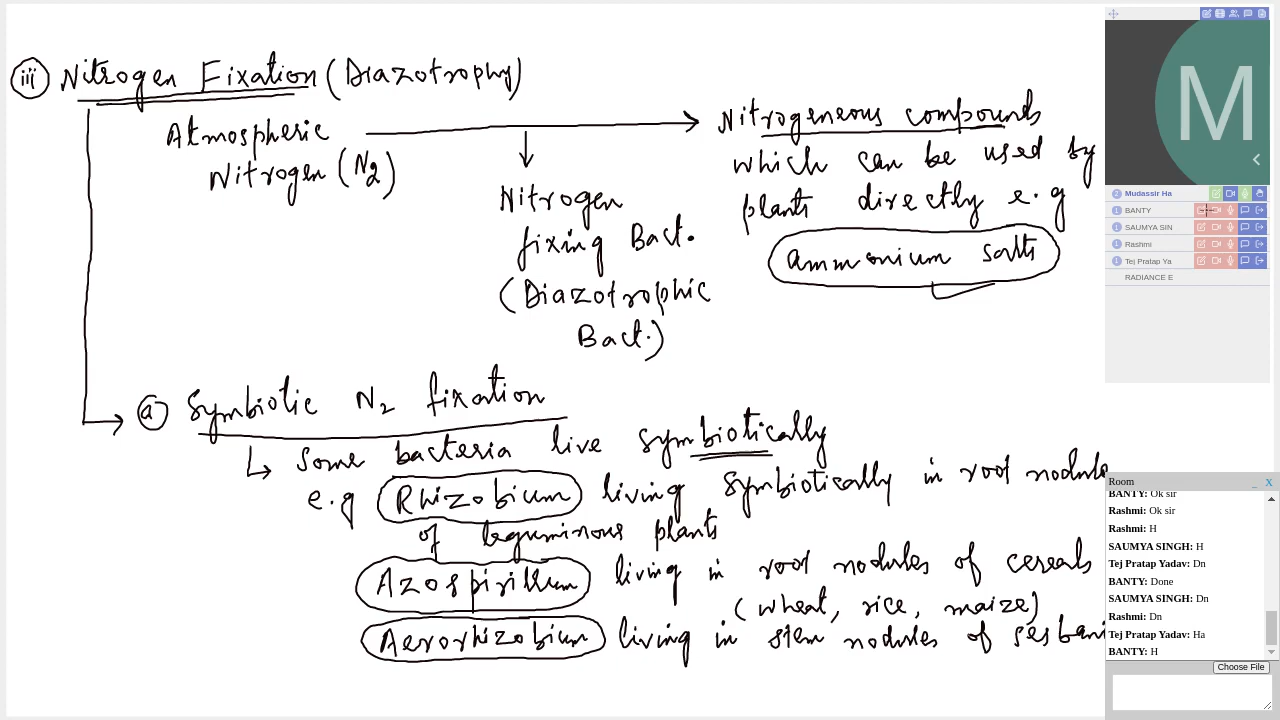 iii Nitrogen Fixation (Diazotrophy)
Atmospheric
Nitrogen (N2)
Nitrogen
fixing Bact.
(Diazotrophic
Bact.)
Nitrogeneous compounds
which can be used by
plants directly e.g
ammonium salts
a Symbiotic N2 fixation
Some bacteria live symbiotically
e.g Rhizobium living symbiotically in root nodule
of leguminous plants
Azospirillum living in root nodules of cereals
(wheat, rice, maize)
Aerorhizobium living in stem nodules of sesbani
M
Mudassir Ha
BANTY
SAUMYA SIN
Rashmi
Tej Pratap Ya
RADIANCE E
Room _ X
BANTY: Ok sir
Rashmi: Ok sir
Rashmi: H
SAUMYA SINGH: H
Tej Pratap Yadav: Dn
BANTY: Done
SAUMYA SINGH: Dn
Rashmi: Dn
Tej Pratap Yadav: Ha
BANTY: H
Choose File